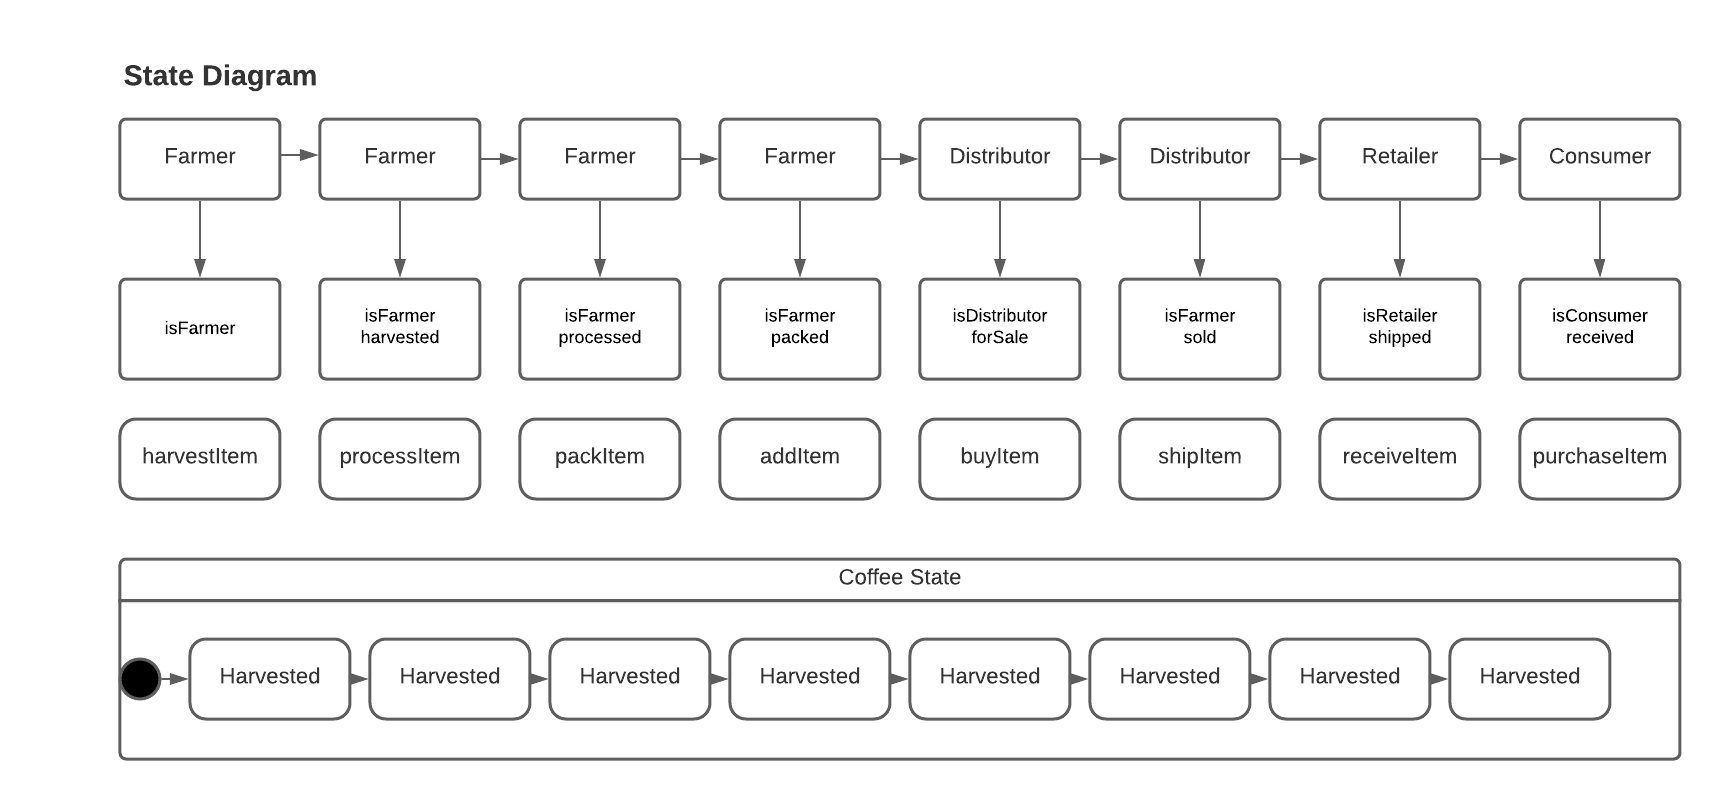 State Diagram
Farmer
Farmer
Farmer
Farmer
Distributor
Distributor
Retailer
Consumer
isFarmer
isFarmer
harvested
isFarmer
processed
isFarmer
packed
isDistributor
forSale
isFarmer
sold
isRetailer
shipped
isConsumer
received
harvestItem
processItem
packItem
addItem
buyItem
shipItem
receiveItem
purchaseItem
Coffee State
Harvested
Harvested
Harvested
Harvested
Harvested
Harvested
Harvested
Harvested